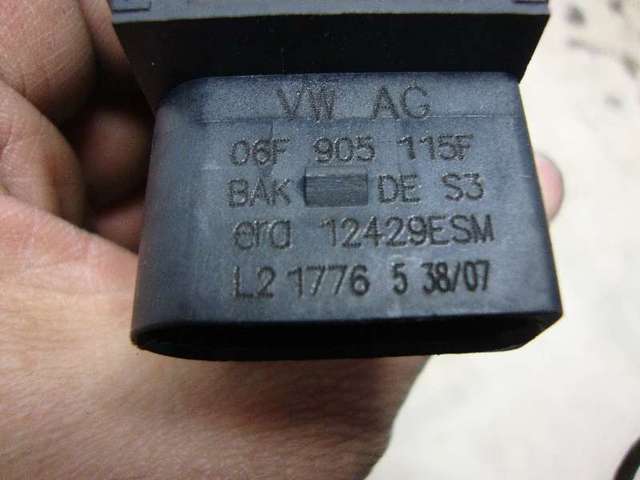 VW AG
06F 905 115F
BAK DE S3
era 12429ESM
L2 1776 5 38/07